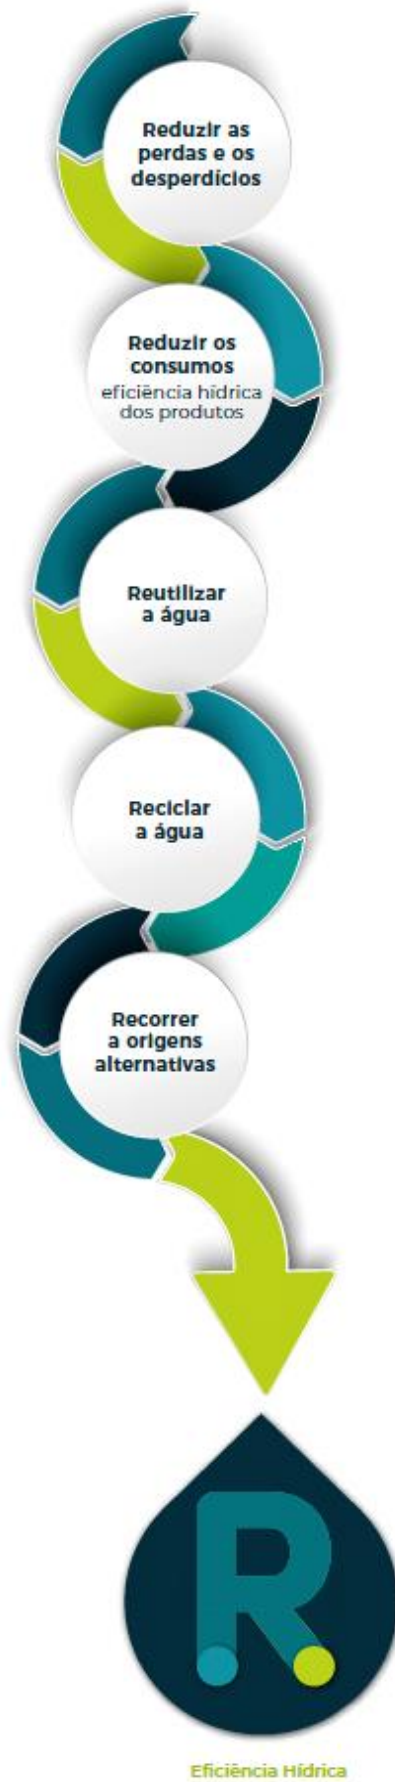 Reduzir as
perdas e os
desperdícios
Reduzir os
consumos
eficiência hídrica
dos produtos
Reutilizar
a água
Reciclar
a água
Recorrer
a origens
alternativas
R
Eficiência Hídrica